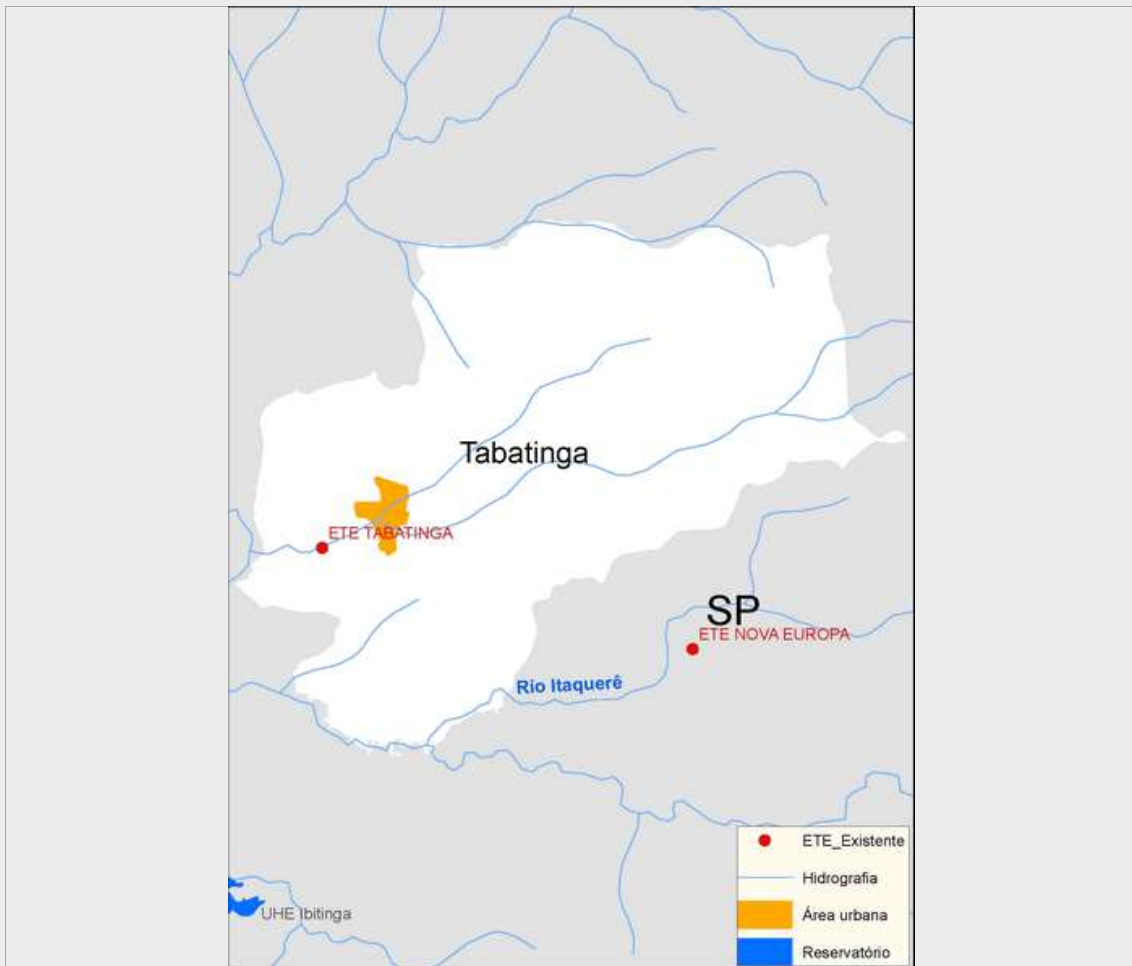 Tabatinga
ETE TABATINGA
SP
ETE NOVA EUROPA
Rio Itaquerê
UHE Ibitinga
ETE_Existente
Hidrografia
Área urbana
Reservatório